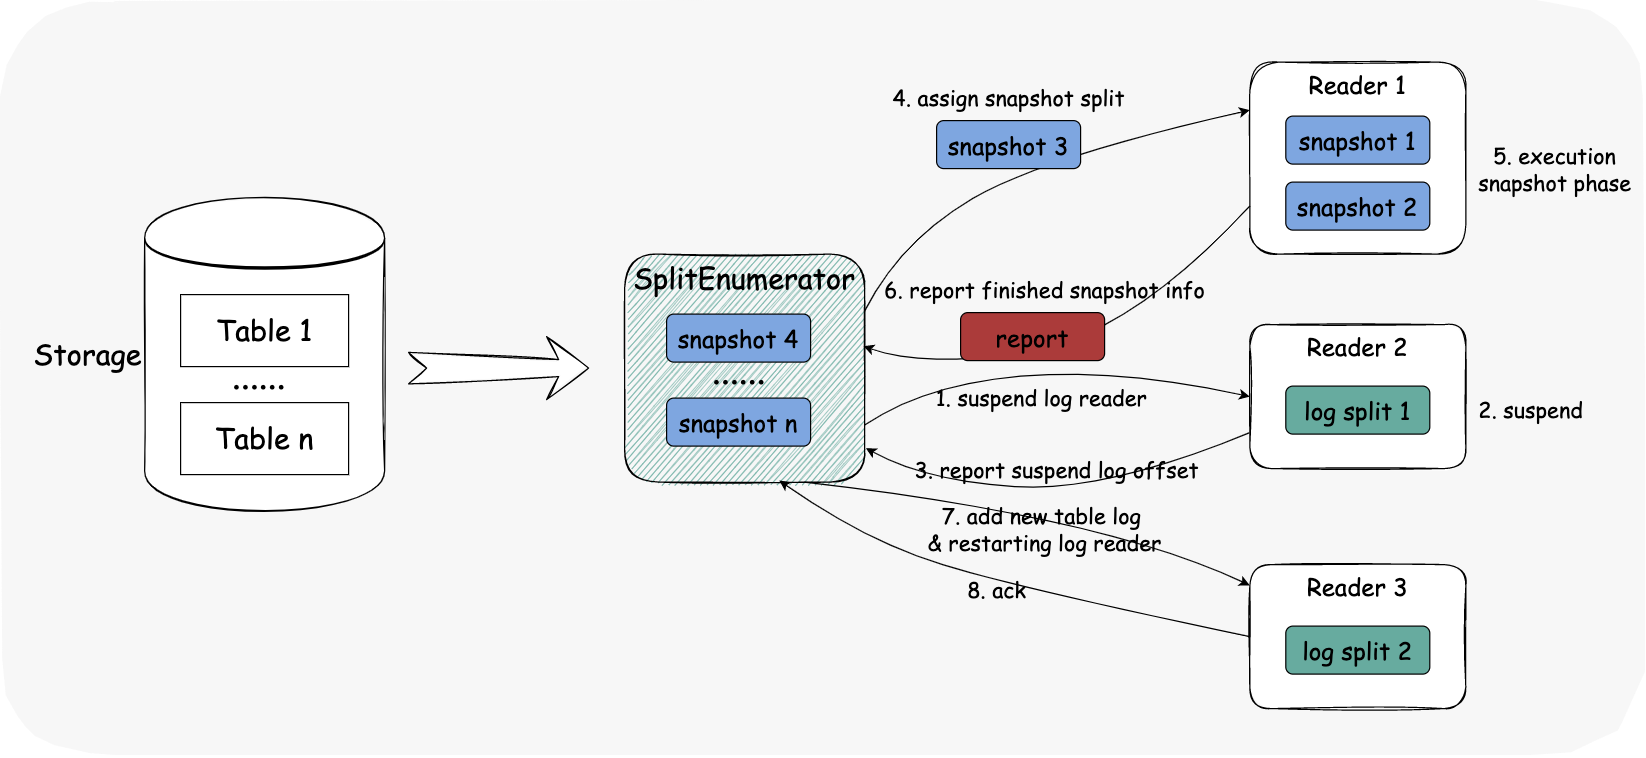 Storage
Table 1
......
Table n
SplitEnumerator
snapshot 4
......
snapshot n
4. assign snapshot split
snapshot 3
6. report finished snapshot info
report
1. suspend log reader
3. report suspend log offset
7. add new table log
& restarting log reader
8. ack
Reader 1
snapshot 1
snapshot 2
5. execution
snapshot phase
Reader 2
log split 1
2. suspend
Reader 3
log split 2